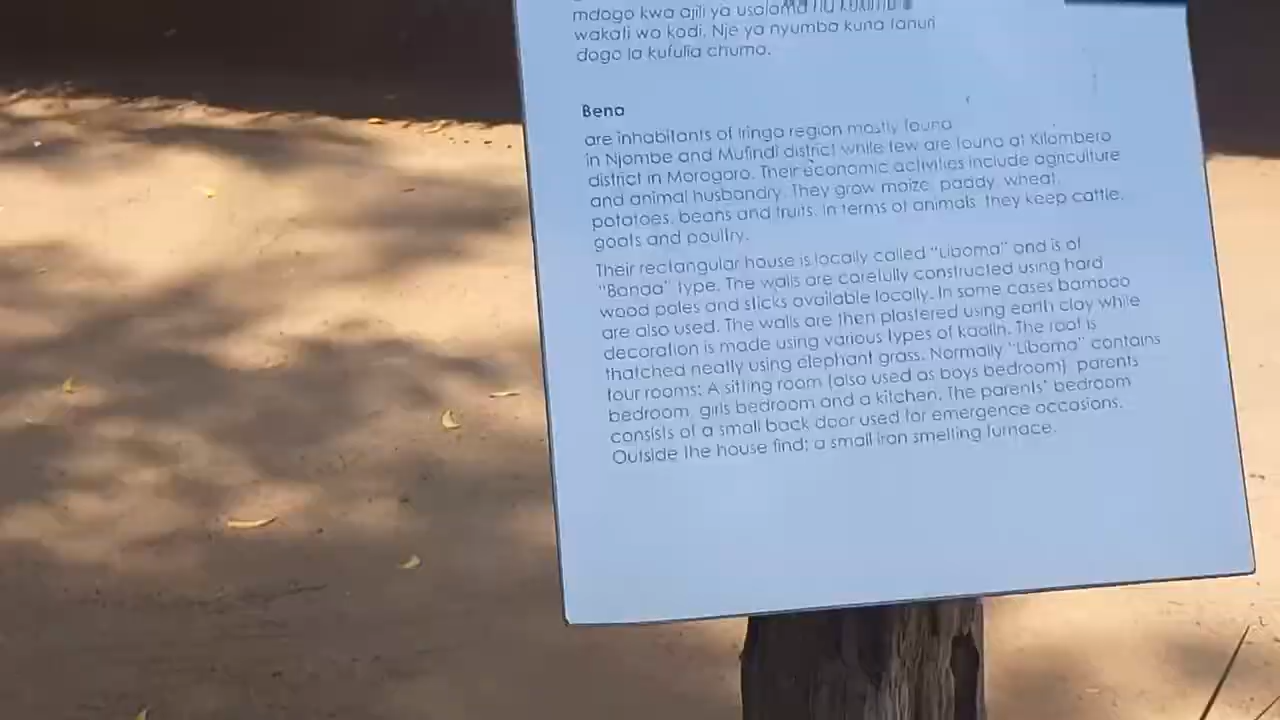 mdogo kwa ajili ya usalama na kukimbia
wakati wa kodi. Nje ya nyumba kuna tanuri
dogo la kufulia chuma.
Bena
are inhabitants of Iringa region mostly found
in Njombe and Mufindi district while few are found at Kilombero
district in Morogoro. Their economic activities include agriculture
and animal husbandry. They grow maize, paddy, wheat,
potatoes, beans and fruits. In terms of animals, they keep cattle,
goats and poultry.
Their rectangular house is locally called "Liboma" and is of
"Banda" type. The walls are carefully constructed using hard
wood poles and sticks available locally. In some cases bamboo
are also used. The walls are then plastered using earth clay while
decoration is made using various types of kaolin. The roof is
thatched neatly using elephant grass. Normally "Liboma" contains
four rooms: A sitting room (also used as boys bedroom), parents
bedroom, girls bedroom and a kitchen. The parents' bedroom
consists of a small back door used for emergence occasions.
Outside the house find; a small iron smelting furnace.